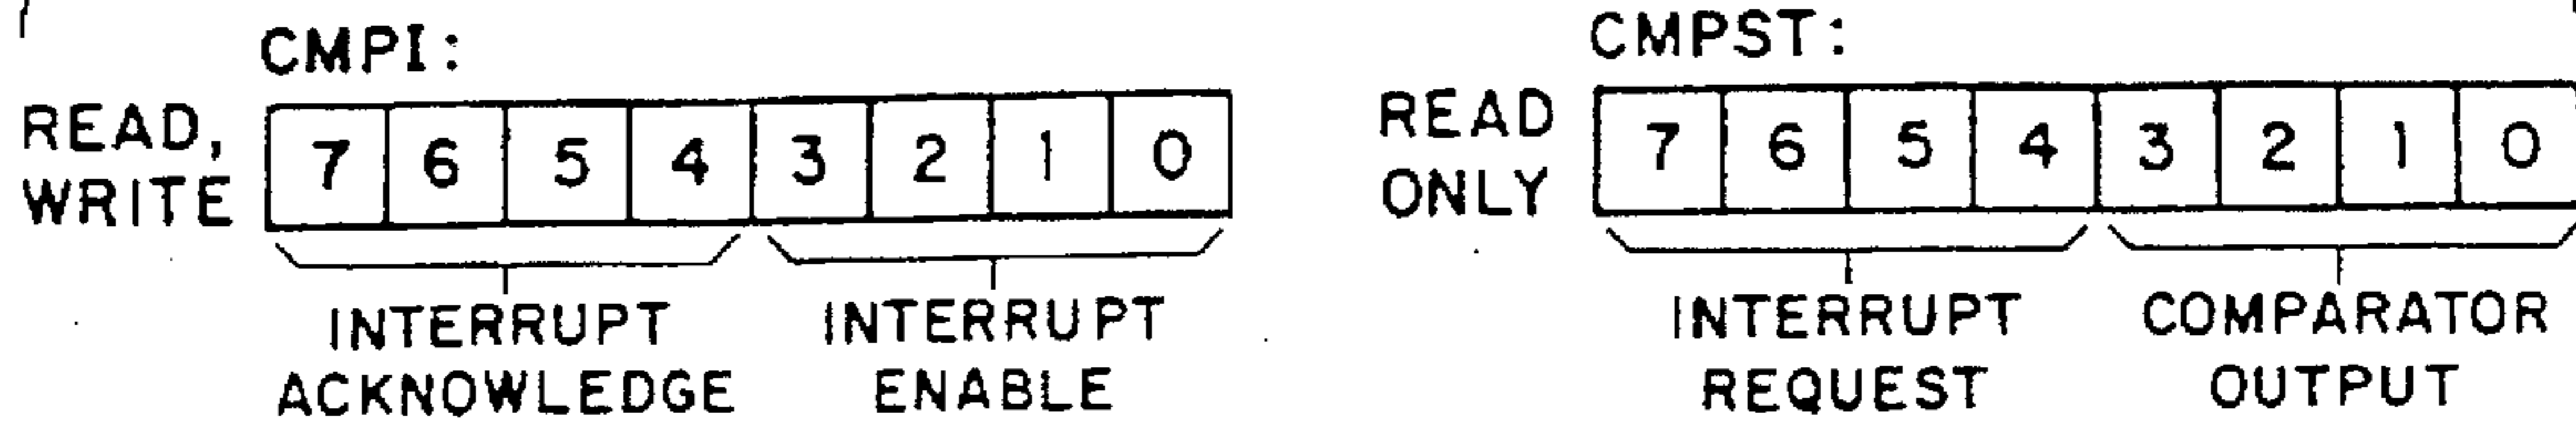 CMPI:
READ,
WRITE
7 6 5 4 3 2 1 0
INTERRUPT
ACKNOWLEDGE
INTERRUPT
ENABLE
CMPST:
READ
ONLY
7 6 5 4 3 2 1 0
INTERRUPT
REQUEST
COMPARATOR
OUTPUT